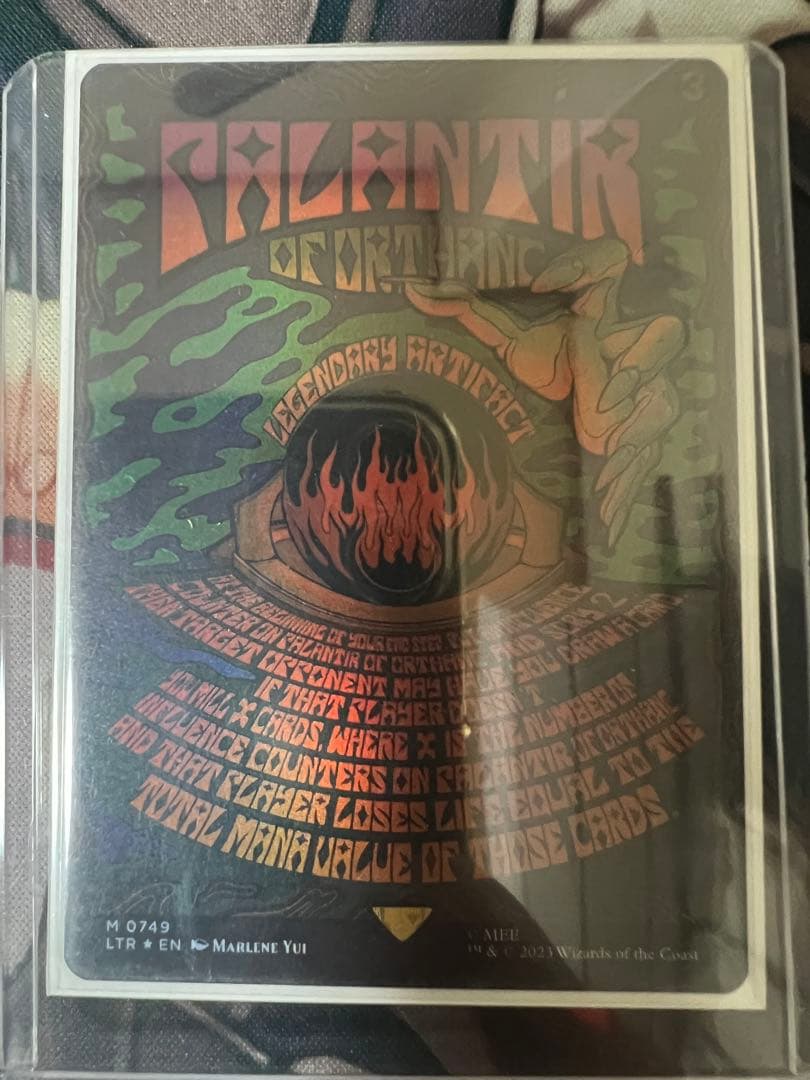 3
PALANTIR
OF ORTHANC
LEGENDARY ARTIFACT
AT THE BEGINNING OF YOUR END STEP, PUT AN INFLUENCE
COUNTER ON PALANTIR OF ORTHANC AND SCRY 2.
THEN TARGET OPPONENT MAY HAVE YOU DRAW A CARD.
IF THAT PLAYER DOESN'T,
YOU MILL X CARDS, WHERE X IS THE NUMBER OF
INFLUENCE COUNTERS ON PALANTIR OF ORTHANC
AND THAT PLAYER LOSES LIFE EQUAL TO THE
TOTAL MANA VALUE OF THOSE CARDS.
M 0749
LTR ★ EN MARLENE YUI
© MEE
™ & © 2023 Wizards of the Coast